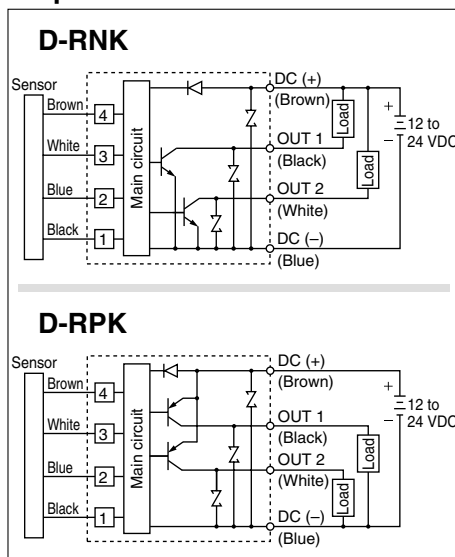 D-RNK
Sensor
Brown 4
White 3
Blue 2
Black 1
Main circuit
DC (+)
(Brown)
OUT 1
(Black)
OUT 2
(White)
DC (–)
(Blue)
Load
Load
+
–
12 to
24 VDC
D-RPK
Sensor
Brown 4
White 3
Blue 2
Black 1
Main circuit
DC (+)
(Brown)
OUT 1
(Black)
OUT 2
(White)
DC (–)
(Blue)
Load
Load
+
–
12 to
24 VDC